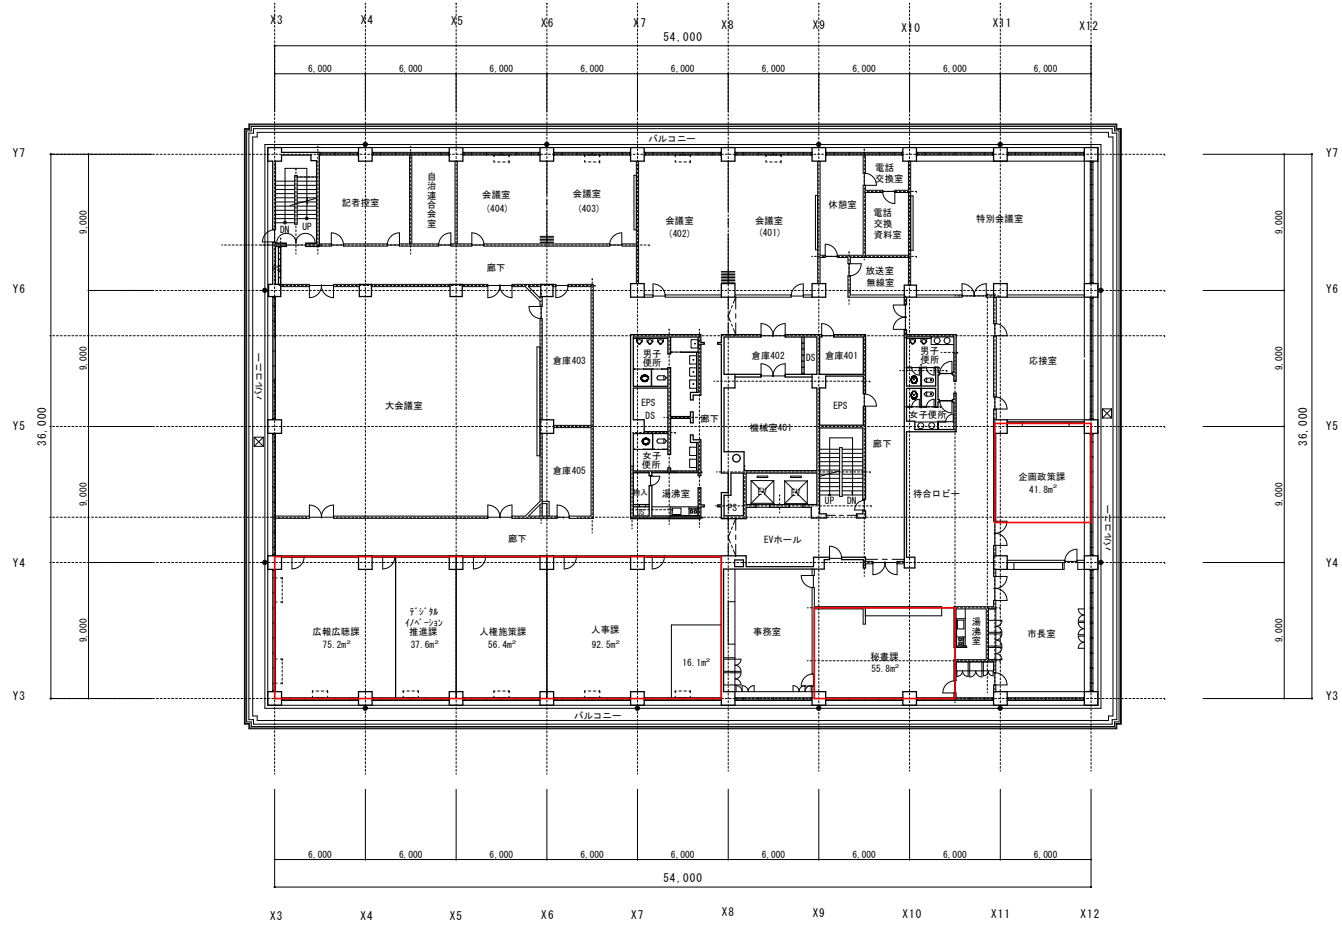 X3 X4 X5 X6 X7 X8 X9 X10 X11 X12
54,000
6,000 6,000 6,000 6,000 6,000 6,000 6,000 6,000 6,000
Y7
Y6
Y5
Y4
Y3
9,000
9,000
9,000
9,000
36,000
バルコニー
DN
UP
記者控室
自治連合会室
会議室
(404)
会議室
(403)
会議室
(402)
会議室
(401)
休憩室
電話
交換室
電話
交換
資料室
放送室
無線室
特別会議室
廊下
大会議室
倉庫403
倉庫405
男子
便所
EPS
DS
女子
便所
物入
湯沸室
DS
廊下
倉庫402
DS
倉庫401
機械室401
EPS
EV
EV
PS
UP
DN
廊下
男子
便所
女子便所
待合ロビー
応接室
企画政策課
41.8m²
バルコニー
バルコニー
廊下
EVホール
広報広聴課
75.2m²
デジタル
イノベーション
推進課
37.6m²
人権施策課
56.4m²
人事課
92.5m²
16.1m²
事務室
秘書課
55.8m²
湯沸室
市長室
バルコニー
Y7
Y6
Y5
Y4
Y3
9,000
9,000
9,000
9,000
36,000
6,000 6,000 6,000 6,000 6,000 6,000 6,000 6,000 6,000
54,000
X3 X4 X5 X6 X7 X8 X9 X10 X11 X12